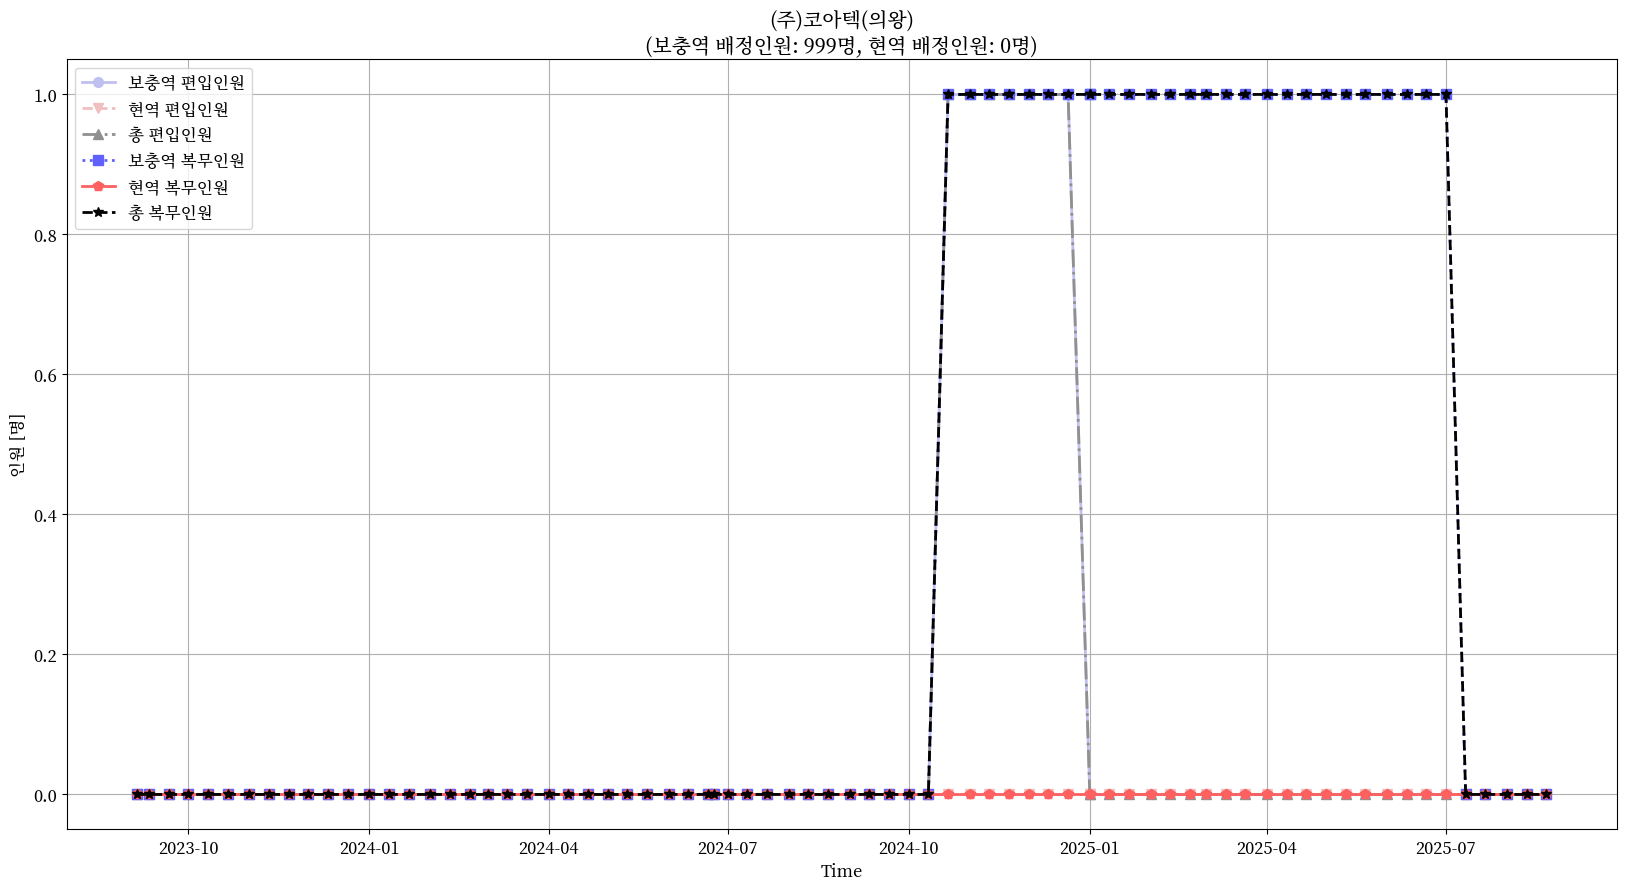 (주)코아텍(의왕)
(보충역 배정인원: 999명, 현역 배정인원: 0명)
보충역 편입인원
현역 편입인원
총 편입인원
보충역 복무인원
현역 복무인원
총 복무인원
1.0
0.8
0.6
0.4
0.2
0.0
인원 [명]
2023-10
2024-01
2024-04
2024-07
2024-10
2025-01
2025-04
2025-07
Time